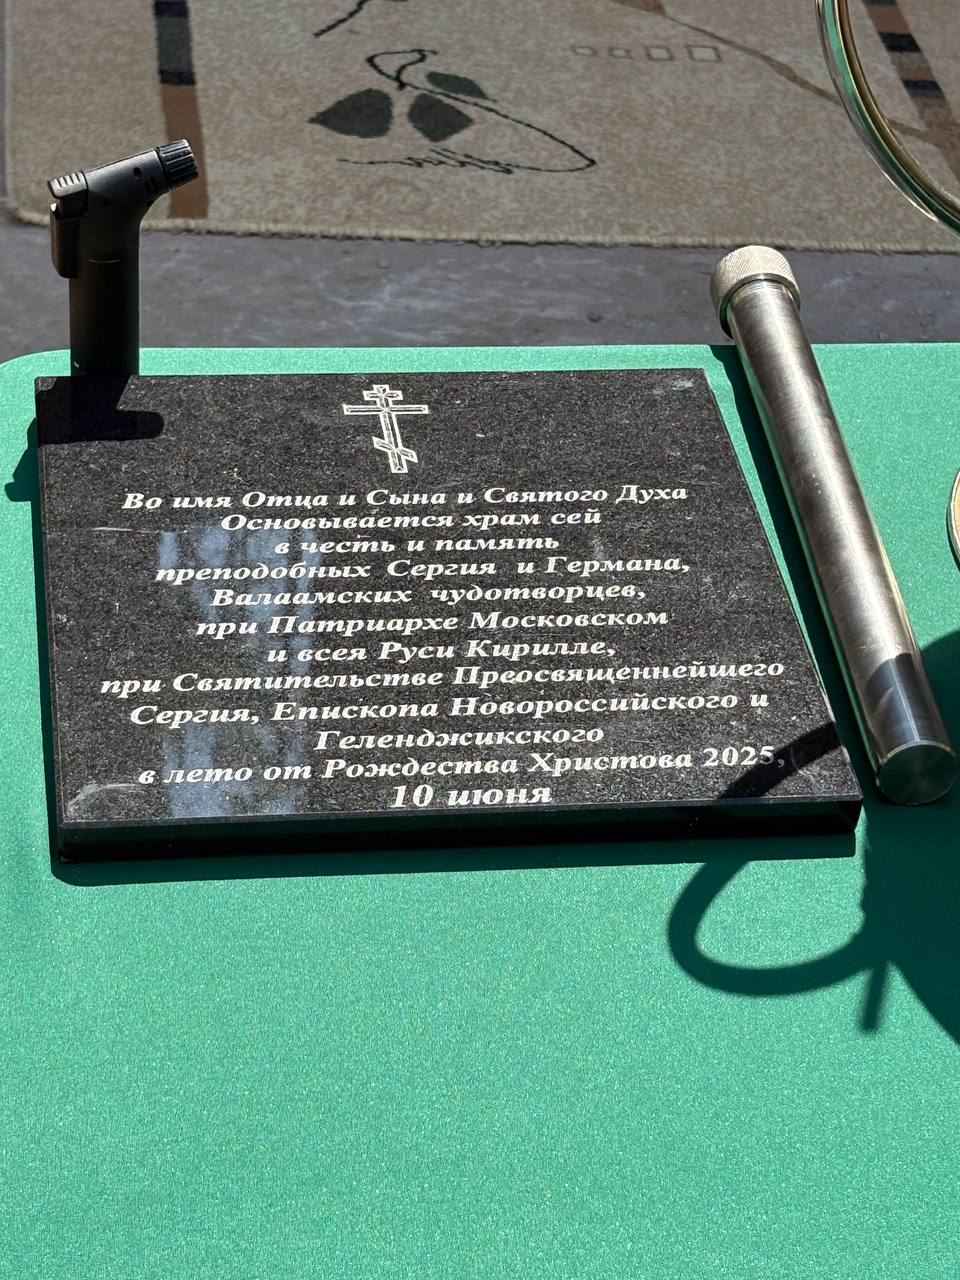 Во имя Отца и Сына и Святого Духа
Основывается храм сей
в честь и память
преподобных Сергия и Германа,
Валаамских чудотворцев,
при Патриархе Московском
и всея Руси Кирилле,
при Святительстве Преосвященнейшего
Сергия, Епископа Новороссийского и
Геленджикского
в лето от Рождества Христова 2025,
10 июня